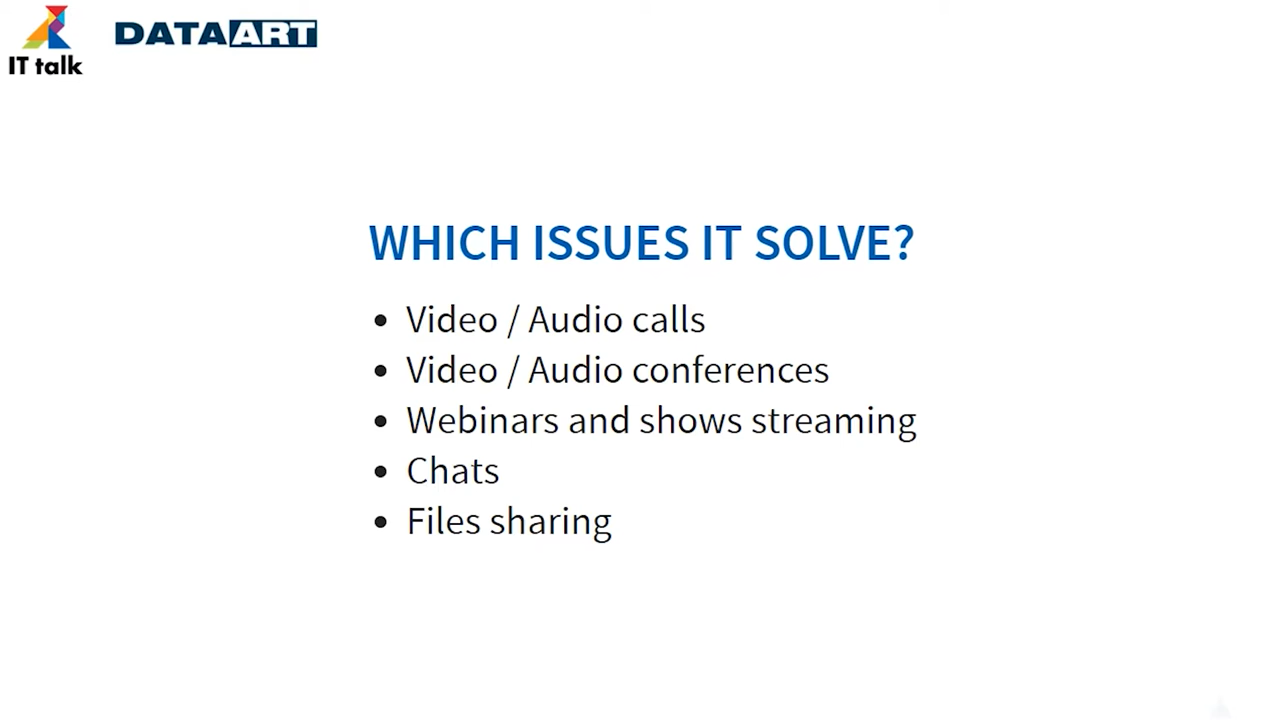 IT talk
DATAART
WHICH ISSUES IT SOLVE?
• Video / Audio calls
• Video / Audio conferences
• Webinars and shows streaming
• Chats
• Files sharing